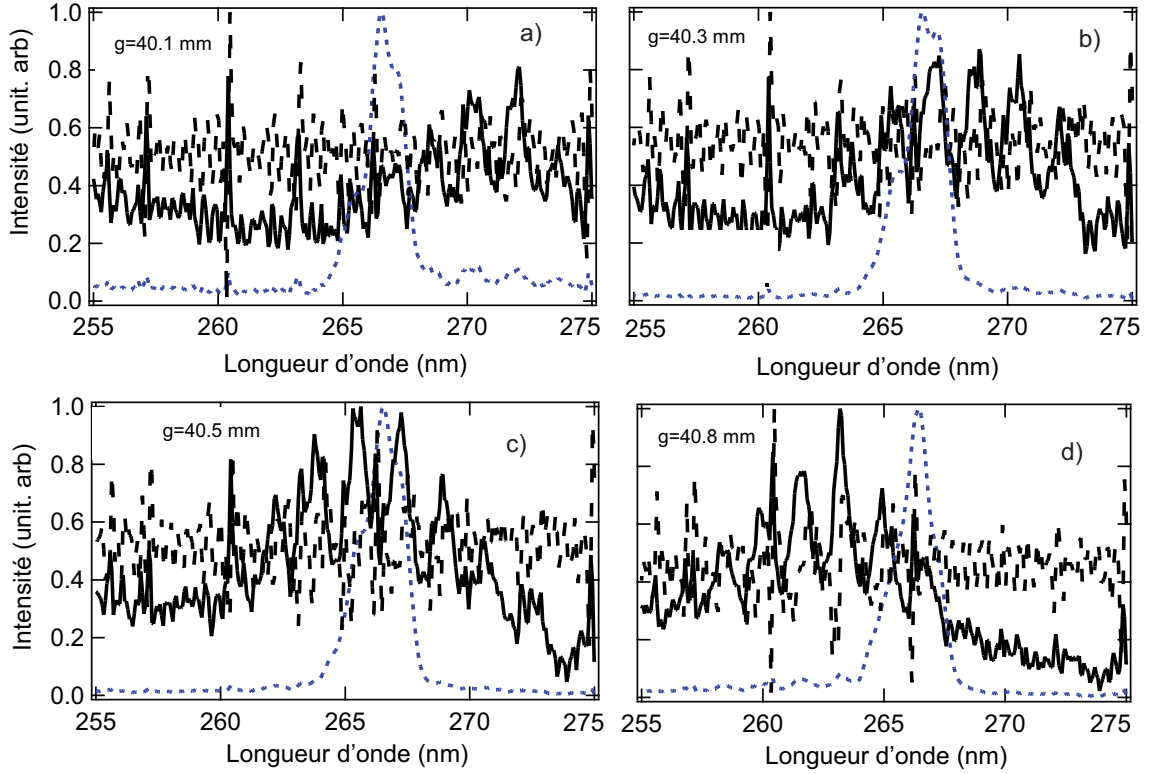 1.0
0.8
0.6
0.4
0.2
0.0
Intensité (unit. arb)
g=40.1 mm
a)
255 260 265 270 275
Longueur d'onde (nm)
g=40.3 mm
b)
255 260 265 270 275
Longueur d'onde (nm)
1.0
0.8
0.6
0.4
0.2
0.0
Intensité (unit. arb)
g=40.5 mm
c)
255 260 265 270 275
Longueur d'onde (nm)
g=40.8 mm
d)
255 260 265 270 275
Longueur d'onde (nm)